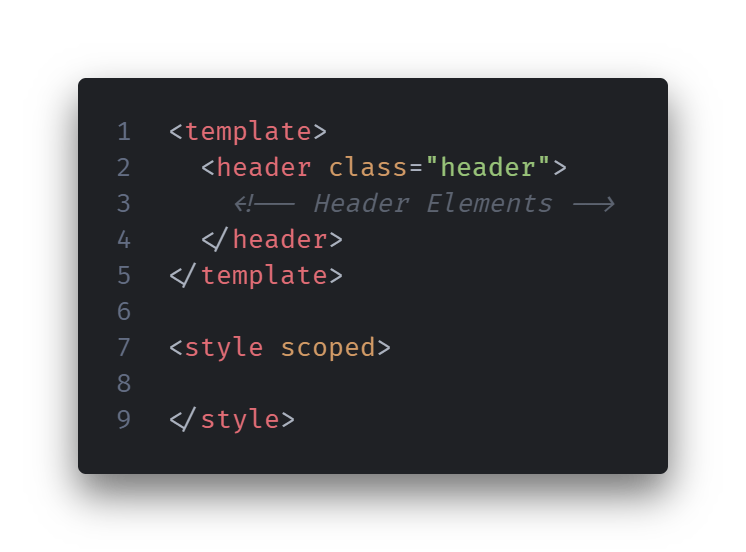 1 <template>
2   <header class="header">
3     <!-- Header Elements -->
4   </header>
5 </template>
6
7 <style scoped>
8
9 </style>